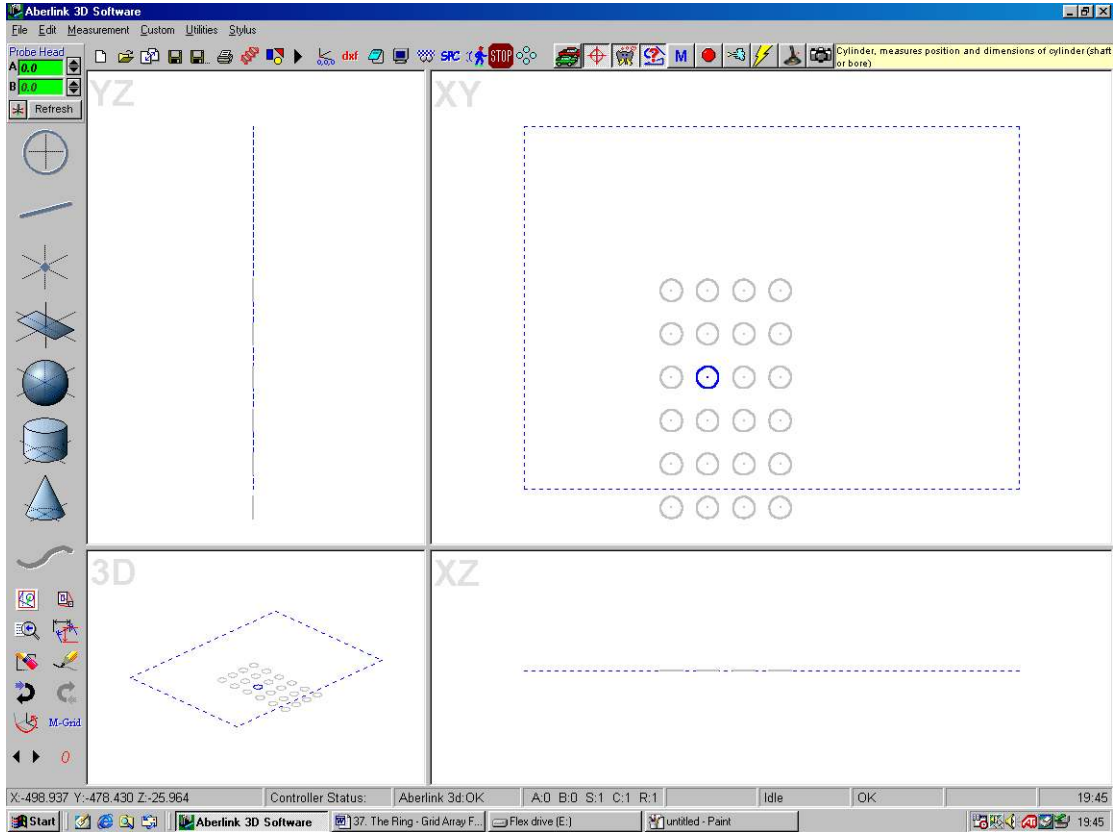 Aberlink 3D Software
File Edit Measurement Custom Utilities Stylus
Probe Head
A 0.0
B 0.0
Refresh
dxf SPC STOP M
Cylinder, measures position and dimensions of cylinder (shaft
or bore)
YZ
XY
3D
XZ
M-Grid
0
X:-498.937 Y:-478.430 Z:-25.964 Controller Status: Aberlink 3d:OK A:0 B:0 S:1 C:1 R:1 Idle OK 19:45
Start Aberlink 3D Software 37. The Ring - Grid Array F... Flex drive (E:) untitled - Paint 19:45